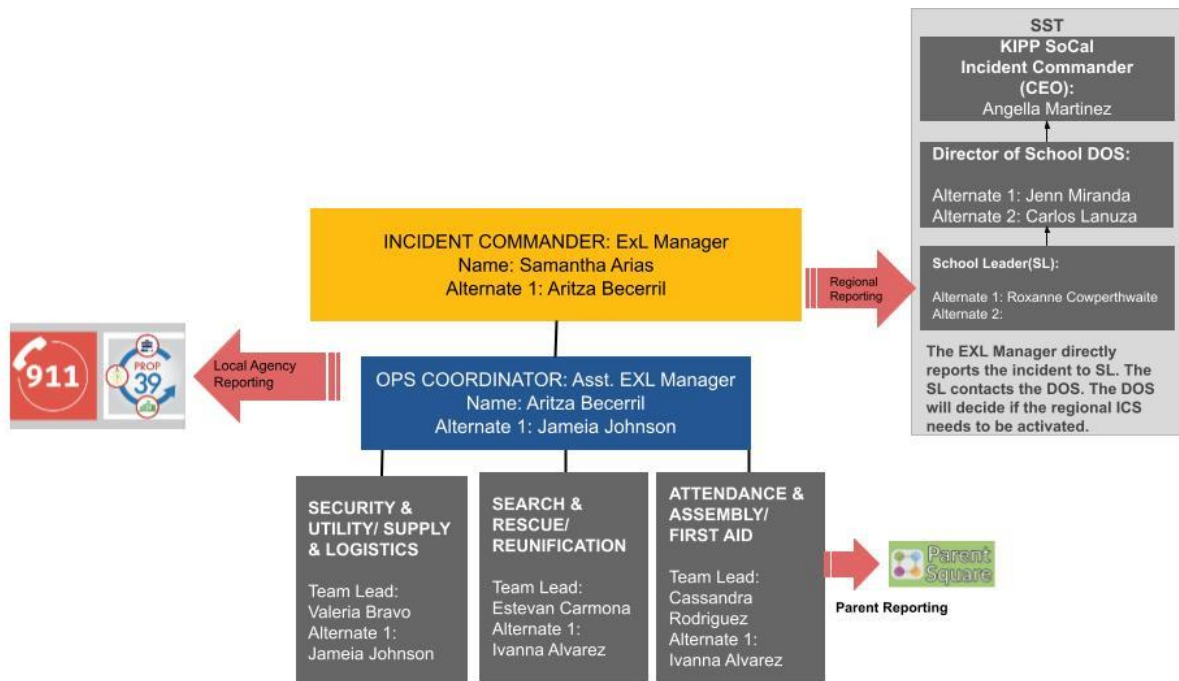 SST
KIPP SoCal
Incident Commander
(CEO):
Angella Martinez
Director of School DOS:
Alternate 1: Jenn Miranda
Alternate 2: Carlos Lanuza
School Leader(SL):
Alternate 1: Roxanne Cowperthwaite
Alternate 2:
The EXL Manager directly
reports the incident to SL. The
SL contacts the DOS. The DOS
will decide if the regional ICS
needs to be activated.
INCIDENT COMMANDER: ExL Manager
Name: Samantha Arias
Alternate 1: Aritza Becerril
Regional
Reporting
911
PROP
39
Local Agency
Reporting
OPS COORDINATOR: Asst. EXL Manager
Name: Aritza Becerril
Alternate 1: Jameia Johnson
SECURITY &
UTILITY/ SUPPLY
& LOGISTICS
Team Lead:
Valeria Bravo
Alternate 1:
Jameia Johnson
SEARCH &
RESCUE/
REUNIFICATION
Team Lead:
Estevan Carmona
Alternate 1:
Ivanna Alvarez
ATTENDANCE &
ASSEMBLY/
FIRST AID
Team Lead:
Cassandra
Rodriguez
Alternate 1:
Ivanna Alvarez
Parent
Square
Parent Reporting